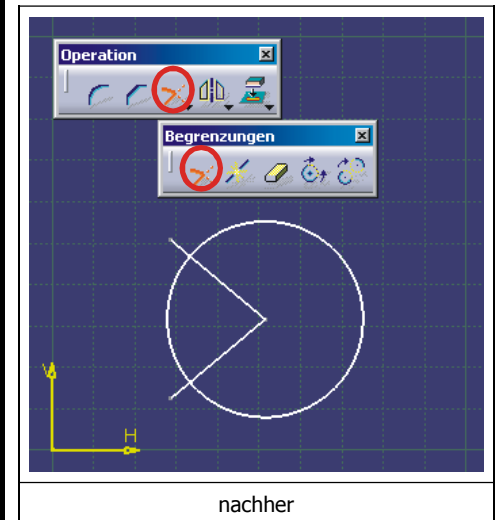 Operation
Begrenzungen
V
H
nachher